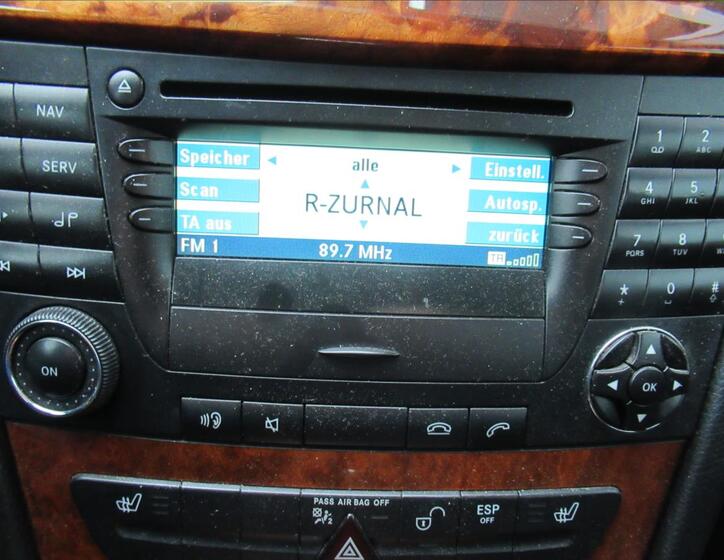 NAV
SERV
ON
Speicher
alle
Einstell.
Scan
R-ZURNAL
Autosp.
TA aus
zurück
FM 1 89.7 MHz TA
1 2 ABC
4 GHI 5 JKL
7 PQRS 8 TUV
* 0 #
OK
PASS AIR BAG OFF
ESP
OFF